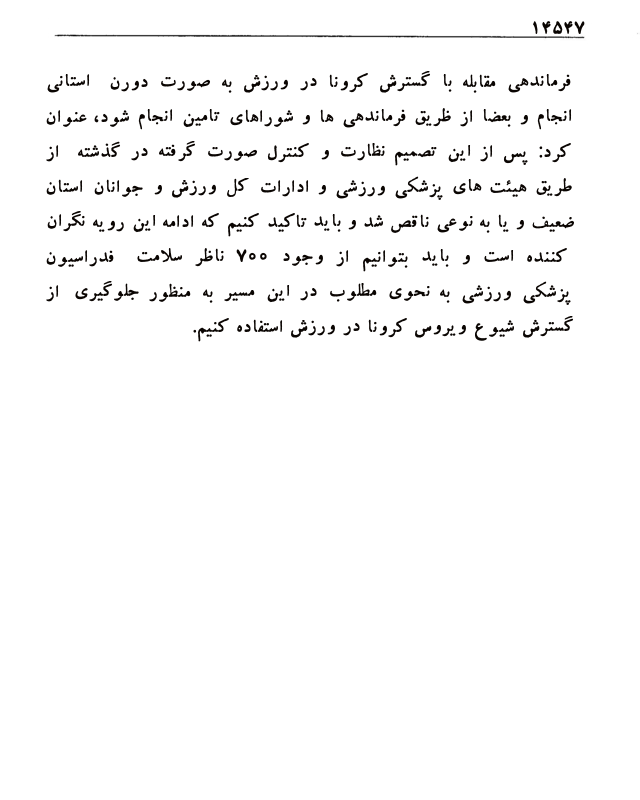 ۱۴۵۴۷
فرماندهی مقابله با گسترش کرونا در ورزش به صورت دورن استانی
انجام و بعضا از طریق فرماندهی ها و شوراهای تامین انجام شود، عنوان
کرد: پس از این تصمیم نظارت و کنترل صورت گرفته در گذشته از
طریق هیئت های پزشکی ورزشی و ادارات کل ورزش و جوانان استان
ضعیف و یا به نوعی ناقص شد و باید تاکید کنیم که ادامه این رویه نگران
کننده است و باید بتوانیم از وجود ۷۰۰ ناظر سلامت فدراسیون
پزشکی ورزشی به نحوی مطلوب در این مسیر به منظور جلوگیری از
گسترش شیوع ویروس کرونا در ورزش استفاده کنیم.